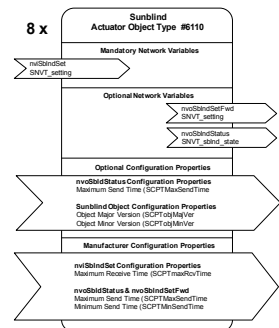 8 x
Sunblind
Actuator Object Type #6110
Mandatory Network Variables
nviSblndSet
SNVT_setting
Optional Network Variables
nvoSblndSetFwd
SNVT_setting
nvoSbldStatus
SNVT_sblnd_state
Optional Configuration Properties
nvoSbldStatus Configuration Properties
Maximum Send Time (SCPTMaxSendTime
Sunblind Object Configuration Properties
Object Major Version (SCPTobjMajVer
Object Minor Version (SCPTobjMinVer
Manufacturer Configuration Properties
nviSblndSet Configuration Properties
Maximum Receive Time (SCPTmaxRcvTime
nvoSbldStatus & nvoSblndSetFwd
Maximum Send Time (SCPTMaxSendTime
Minimum Send Time (SCPTMinSendTime